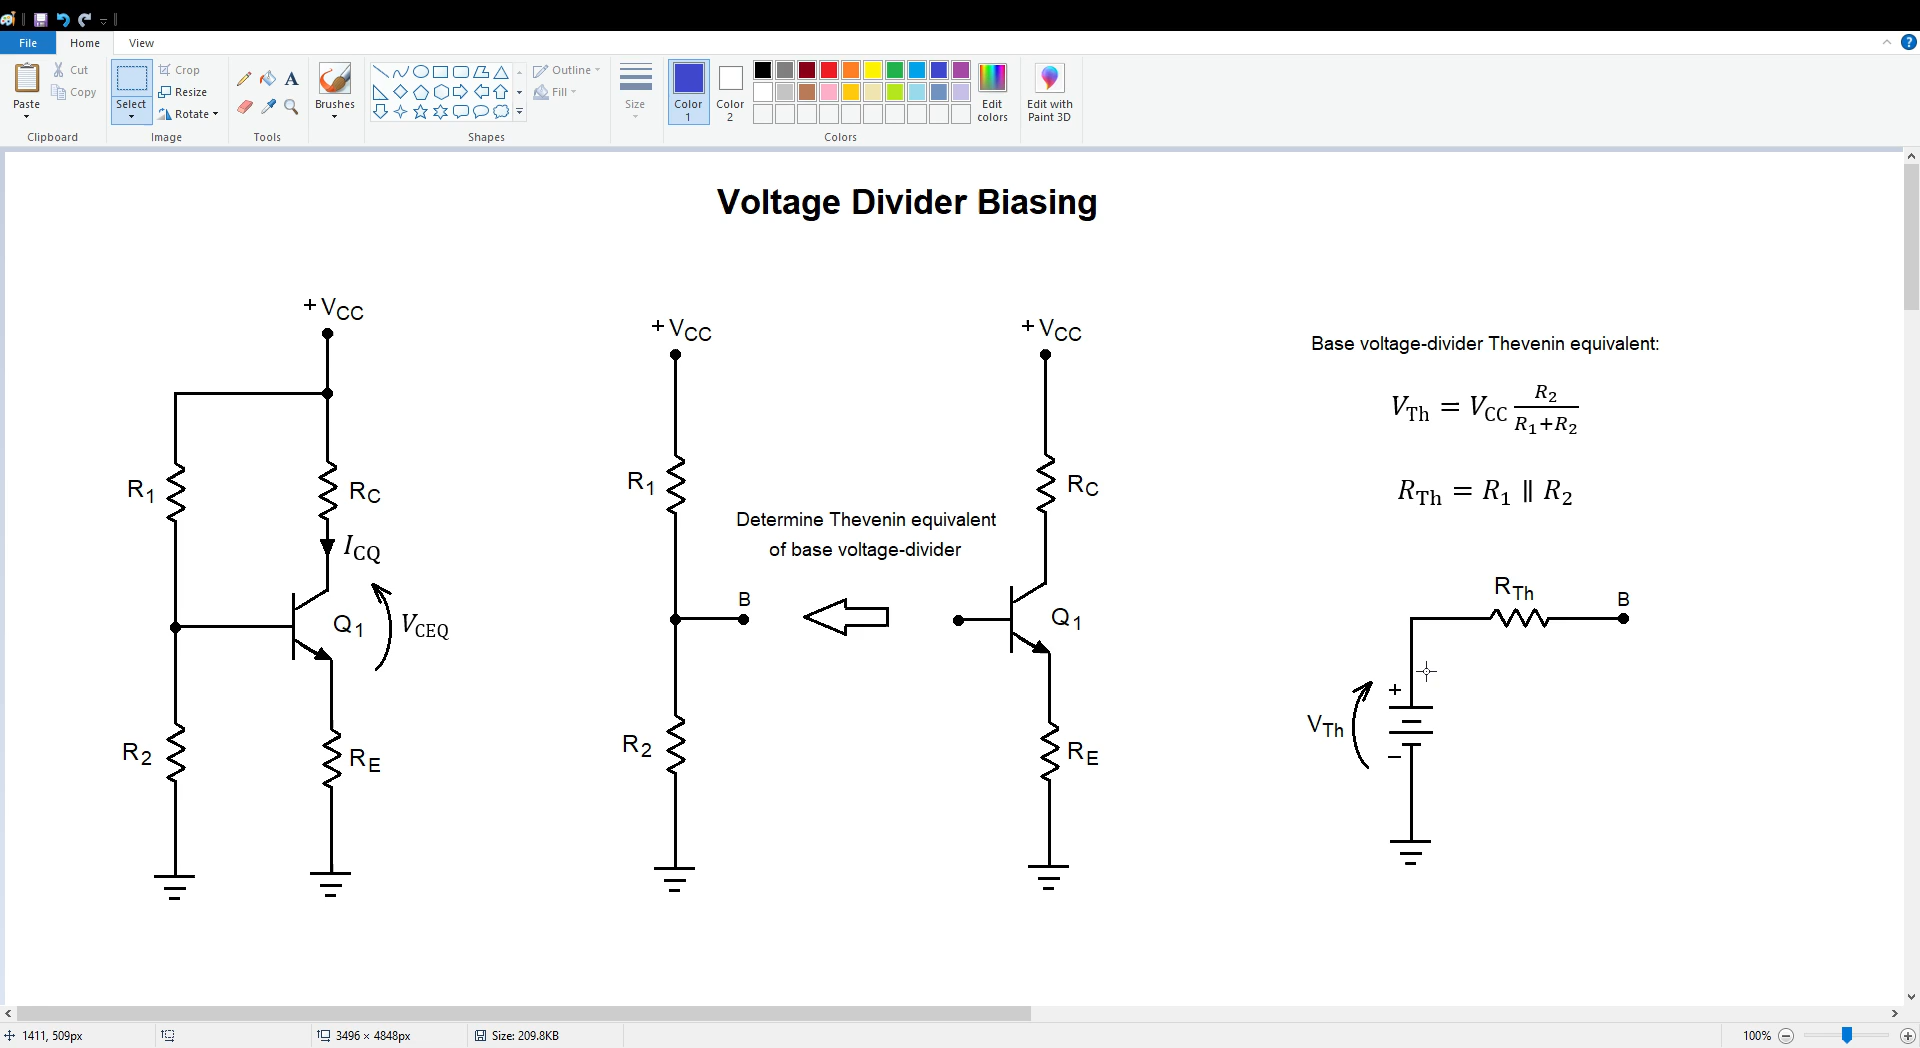 File Home View
Paste
Cut
Copy
Clipboard
Select
Crop
Resize
Rotate
Image
Tools
Brushes
Shapes
Outline
Fill
Size
Color 1
Color 2
Edit colors
Colors
Edit with Paint 3D
Voltage Divider Biasing
+VCC
R1
RC
ICQ
Q1
VCEQ
R2
RE
+VCC
R1
B
R2
Determine Thevenin equivalent
of base voltage-divider
+VCC
RC
Q1
RE
Base voltage-divider Thevenin equivalent:
VTh = VCC R2/R1+R2
RTh = R1 ∥ R2
RTh
B
+
VTh
−
1411, 509px
3496 × 4848px
Size: 209.8KB
100%